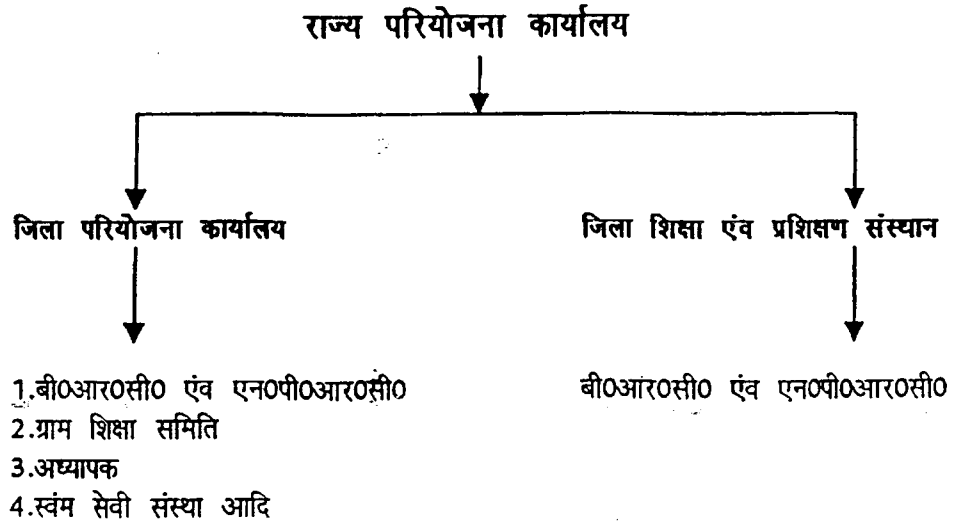 राज्य परियोजना कार्यालय
जिला परियोजना कार्यालय
जिला शिक्षा एंव प्रशिक्षण संस्थान
1.बी0आर0सी0 एंव एन0पी0आर0सी0
2.ग्राम शिक्षा समिति
3.अध्यापक
4.स्वंम सेवी संस्था आदि
बी0आर0सी0 एंव एन0पी0आर0सी0